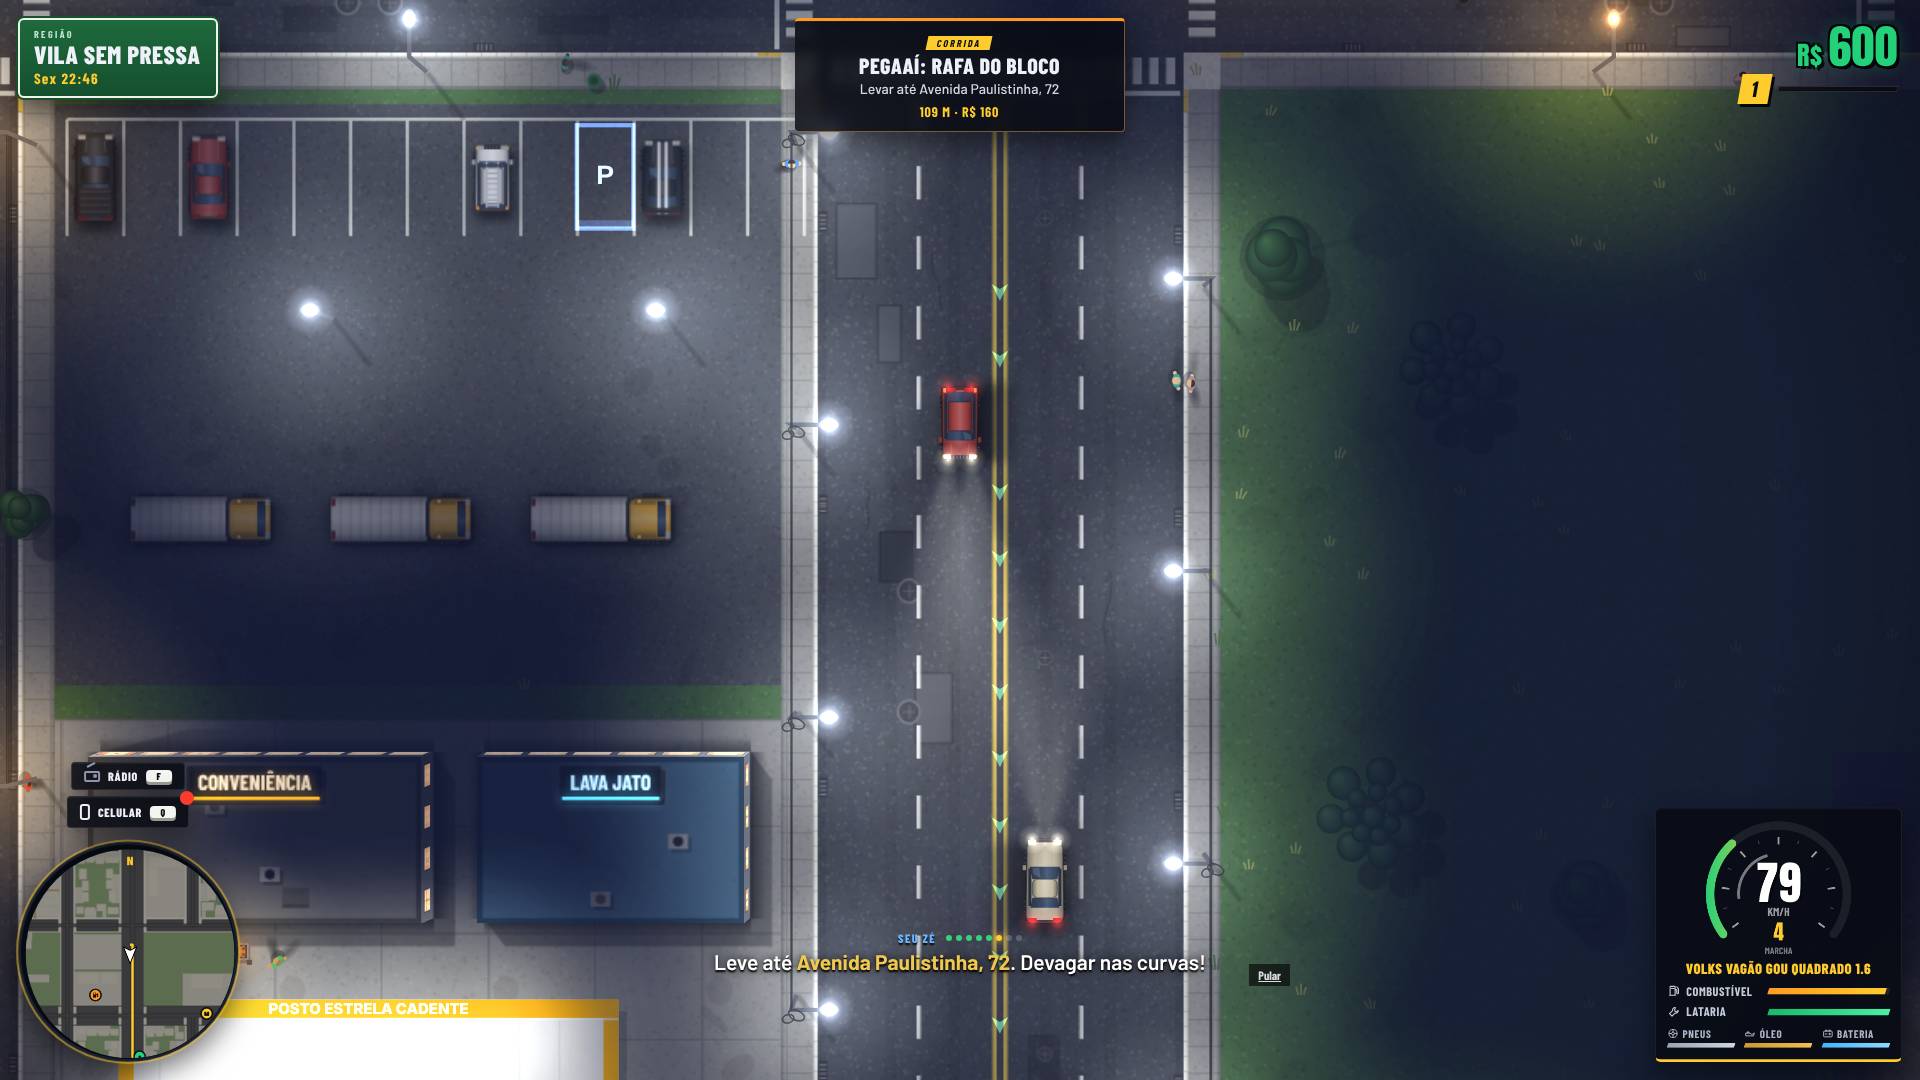 REGIÃO
VILA SEM PRESSA
Sex 22:46
CORRIDA
PEGAAÍ: RAFA DO BLOCO
Levar até Avenida Paulistinha, 72
109 M · R$ 160
R$ 600
1
P
RÁDIO F
CELULAR Q
CONVENIÊNCIA
LAVA JATO
N
POSTO ESTRELA CADENTE
SEU ZÉ
Leve até Avenida Paulistinha, 72. Devagar nas curvas!
Pular
79
KM/H
4
MARCHA
VOLKS VAGÃO GOU QUADRADO 1.6
COMBUSTÍVEL
LATARIA
PNEUS
ÓLEO
BATERIA